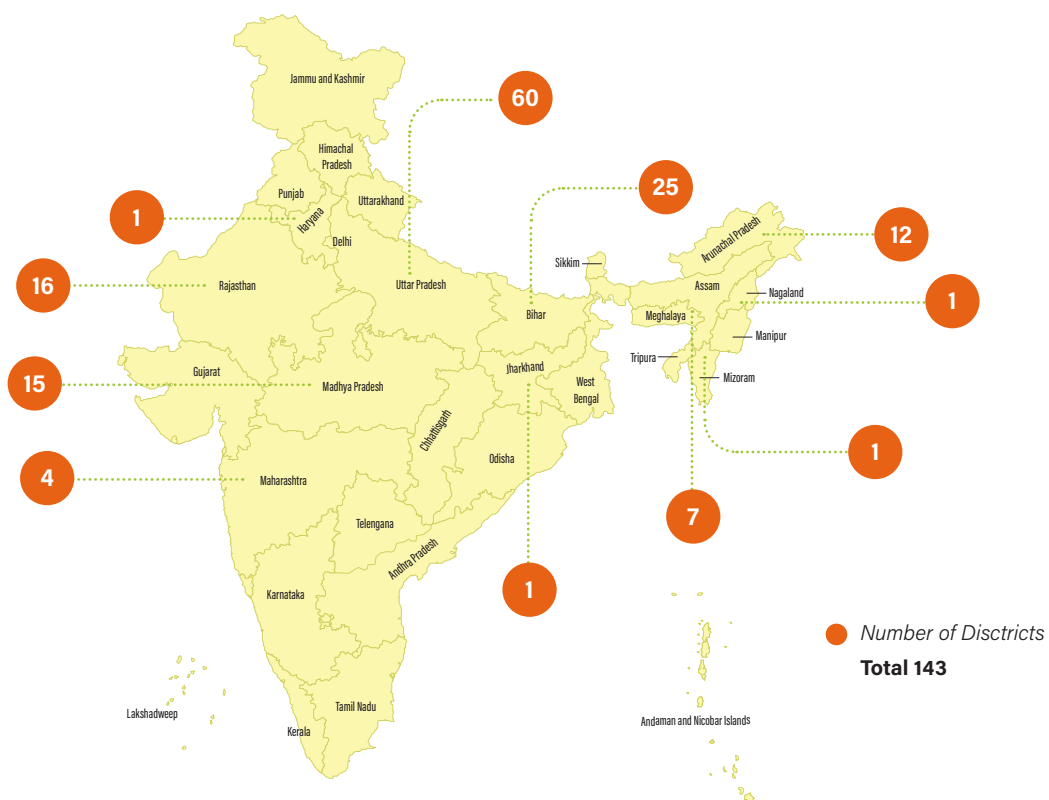 Jammu and Kashmir
60
Himachal
Pradesh
25
Punjab
Uttarakhand
1
Haryana
Delhi
Arunachal Pradesh
12
Sikkim
16
Rajasthan
Uttar Pradesh
Assam
Nagaland
1
Bihar
Meghalaya
Manipur
Tripura
Gujarat
Jharkhand
15
Madhya Pradesh
West
Bengal
Mizoram
Chhattisgarh
1
Odisha
4
Maharashtra
7
Telengana
Andhra Pradesh
1
Karnataka
Number of Disctricts
Total 143
Lakshadweep
Tamil Nadu
Kerala
Andaman and Nicobar Islands